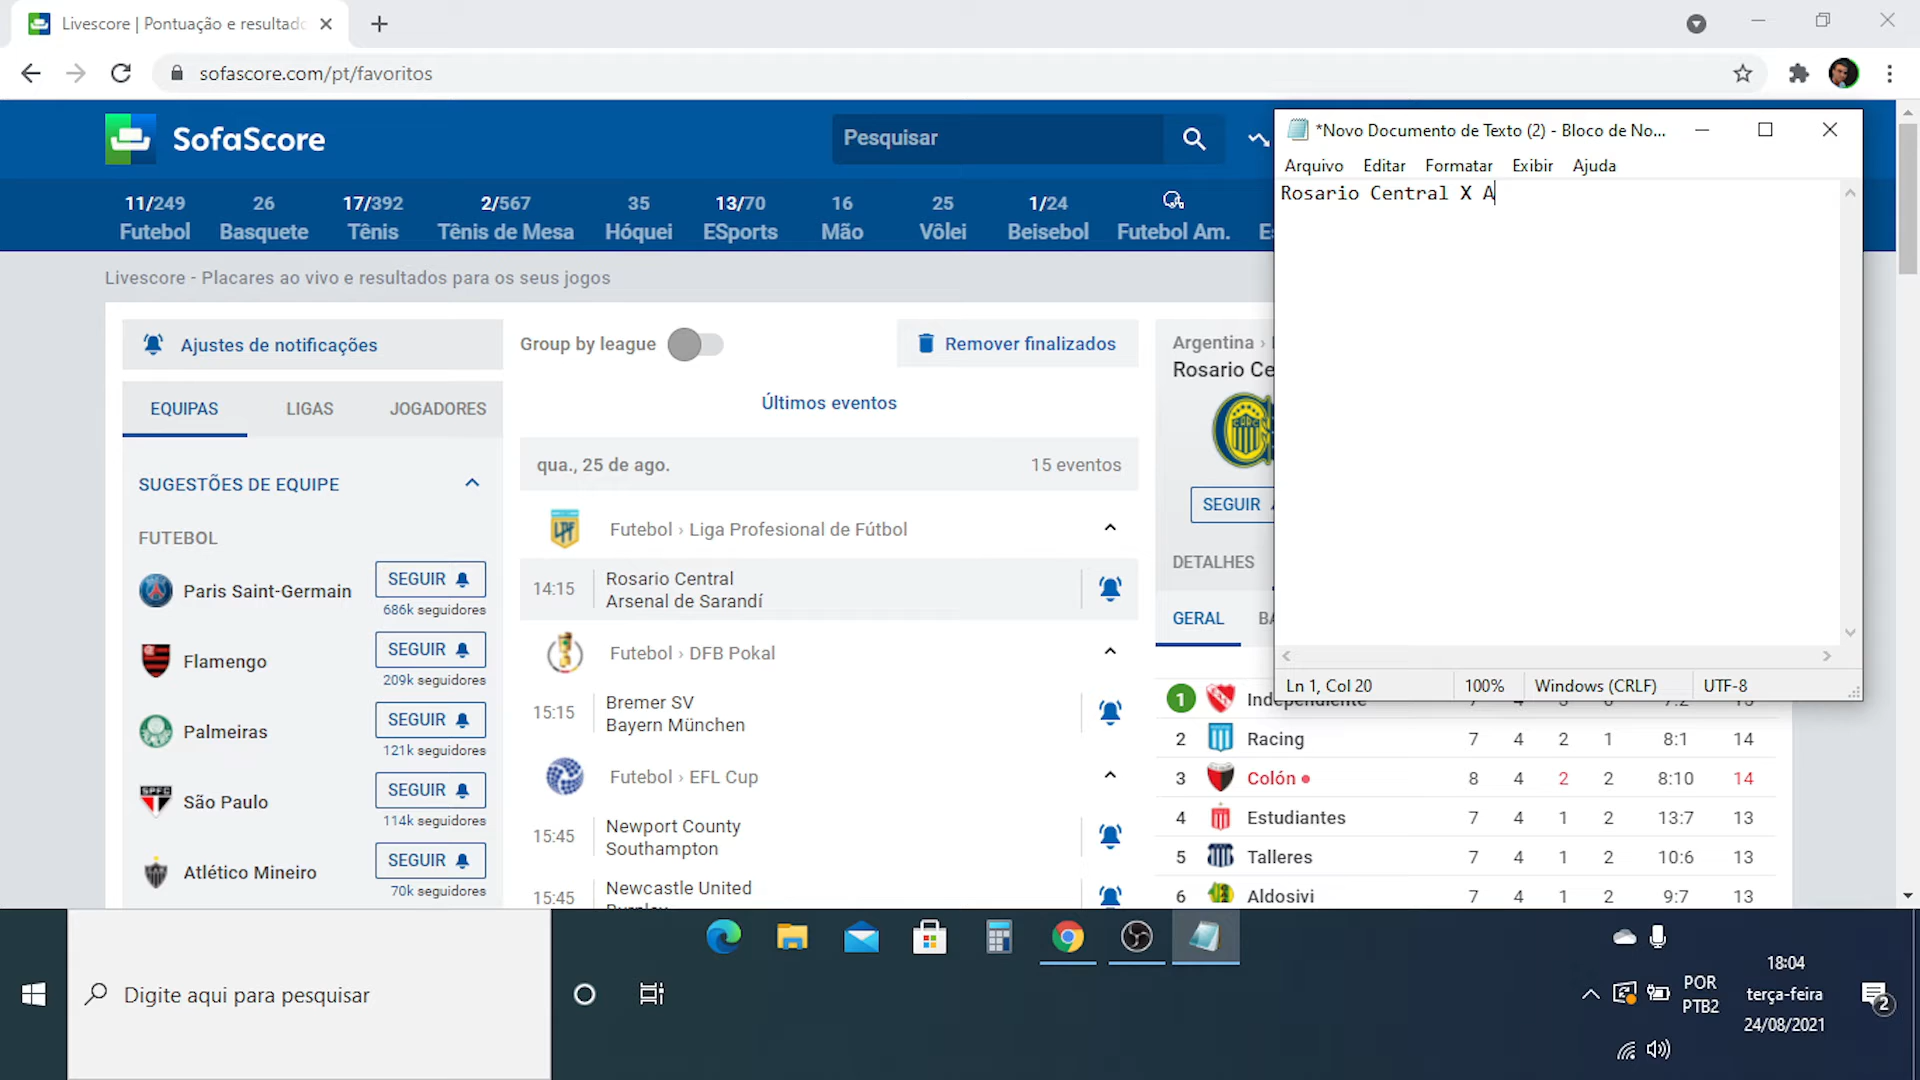 Livescore | Pontuação e resultad
sofascore.com/pt/favoritos
SofaScore
Pesquisar
11/249
Futebol
26
Basquete
17/392
Tênis
2/567
Tênis de Mesa
35
Hóquei
13/70
ESports
16
Mão
25
Vôlei
1/24
Beisebol
Futebol Am.
Livescore - Placares ao vivo e resultados para os seus jogos
Ajustes de notificações
EQUIPAS
LIGAS
JOGADORES
SUGESTÕES DE EQUIPE
FUTEBOL
Paris Saint-Germain
SEGUIR
686k seguidores
Flamengo
SEGUIR
209k seguidores
Palmeiras
SEGUIR
121k seguidores
São Paulo
SEGUIR
114k seguidores
Atlético Mineiro
SEGUIR
70k seguidores
Group by league
Remover finalizados
Últimos eventos
qua., 25 de ago.
15 eventos
Futebol › Liga Profesional de Fútbol
14:15
Rosario Central
Arsenal de Sarandí
Futebol › DFB Pokal
15:15
Bremer SV
Bayern München
Futebol › EFL Cup
15:45
Newport County
Southampton
15:45
Newcastle United
Argentina ›
Rosario Ce
SEGUIR
DETALHES
GERAL
BA
1 Independiente
2 Racing 7 4 2 1 8:1 14
3 Colón 8 4 2 2 8:10 14
4 Estudiantes 7 4 1 2 13:7 13
5 Talleres 7 4 1 2 10:6 13
6 Aldosivi 7 4 1 2 9:7 13
*Novo Documento de Texto (2) - Bloco de No...
Arquivo Editar Formatar Exibir Ajuda
Rosario Central X A
Ln 1, Col 20
100%
Windows (CRLF)
UTF-8
Digite aqui para pesquisar
POR
PTB2
18:04
terça-feira
24/08/2021
2